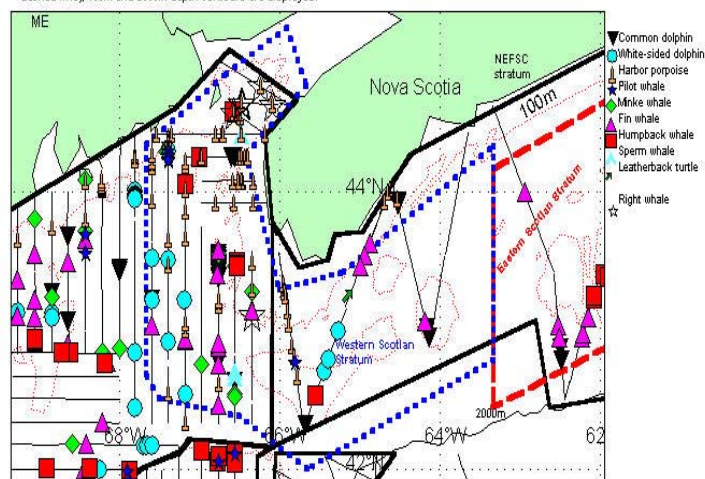 ME
Nova Scotia
NEFSC
stratum
100m
Common dolphin
White-sided dolphin
Harbor porpoise
Pilot whale
Minke whale
Fin whale
Humpback whale
Sperm whale
Leatherback turtle
Right whale
44°N
Eastern Scotian Stratum
Western Scotian
Stratum
2000m
68°W
66°W
64°W
62
42°N